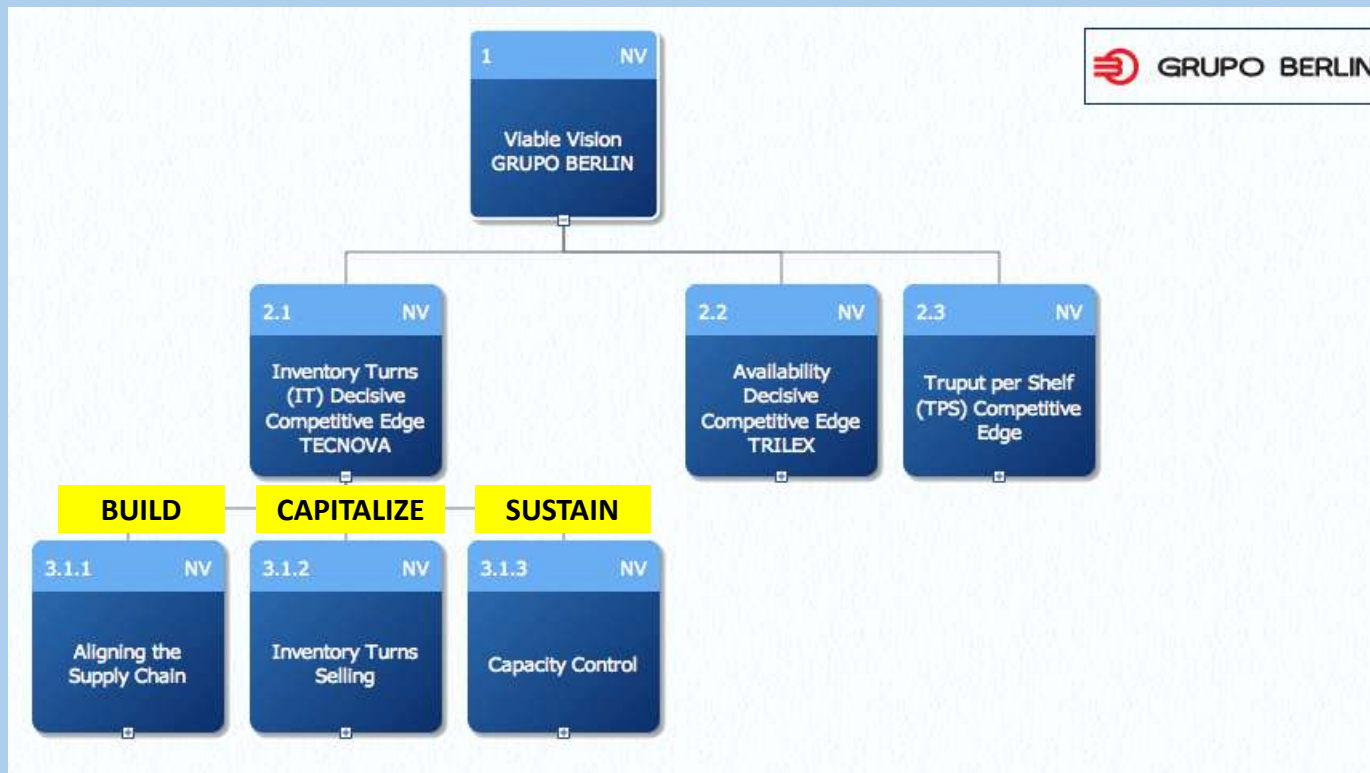 1 NV
Viable Vision
GRUPO BERLIN
GRUPO BERLIN
2.1 NV
Inventory Turns
(IT) Decisive
Competitive Edge
TECNOVA
2.2 NV
Availability
Decisive
Competitive Edge
TRILEX
2.3 NV
Truput per Shelf
(TPS) Competitive
Edge
BUILD
CAPITALIZE
SUSTAIN
3.1.1 NV
Aligning the
Supply Chain
3.1.2 NV
Inventory Turns
Selling
3.1.3 NV
Capacity Control